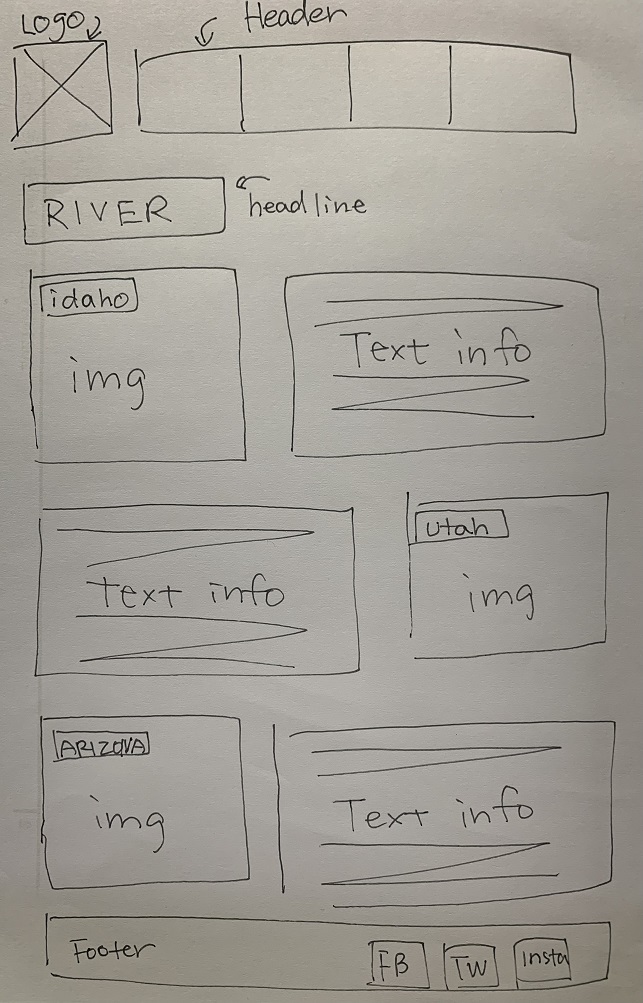 Logo
Header
RIVER
headline
idaho
img
Text info
Text info
Utah
img
ARIZONA
img
Text info
Footer
FB
TW
Insta